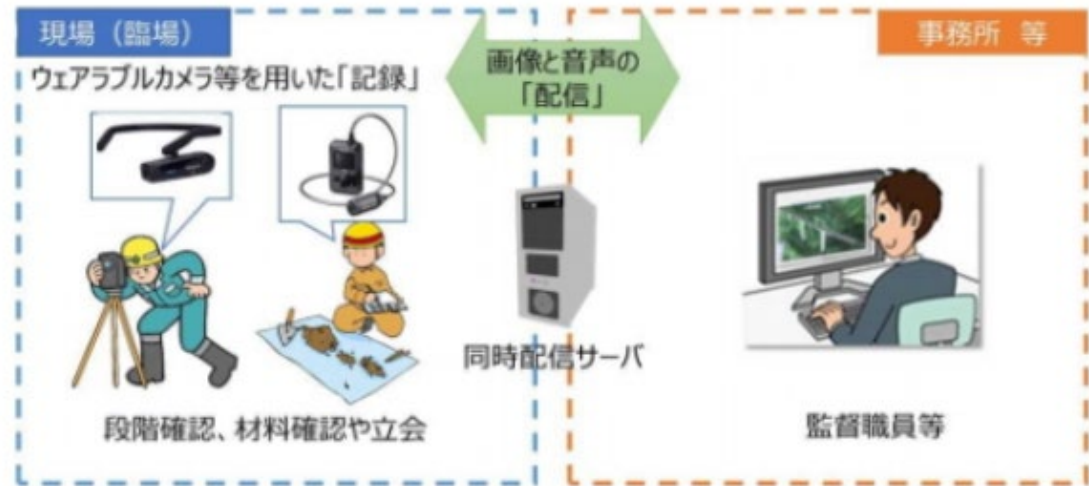 現場（臨場）
ウェアラブルカメラ等を用いた「記録」
画像と音声の
「配信」
事務所 等
同時配信サーバ
段階確認、材料確認や立会
監督職員等